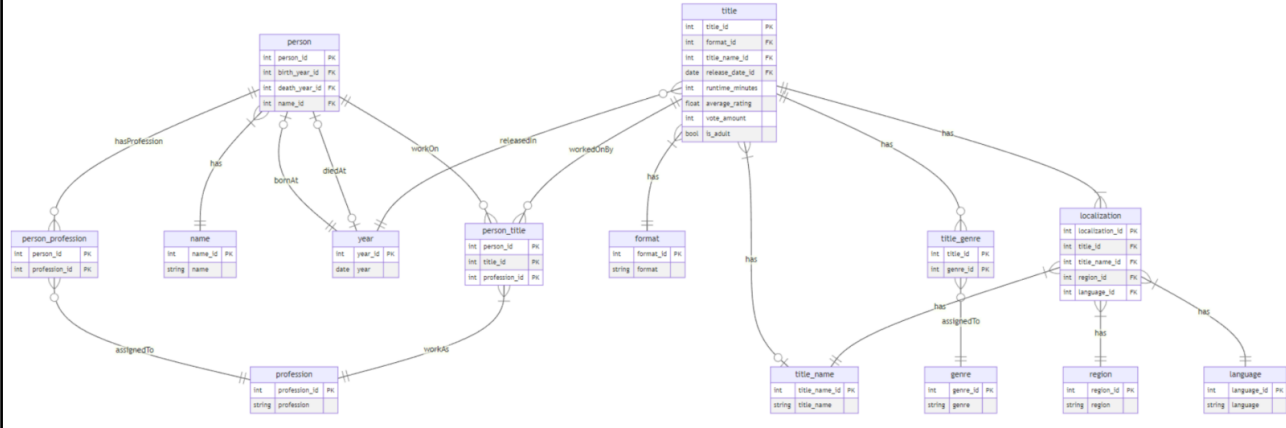 title
int title_id PK
int format_id FK
int title_name_id FK
date release_date_id FK
int runtime_minutes
float average_rating
int vote_amount
bool is_adult
person
int person_id PK
int birth_year_id FK
int death_year_id FK
int name_id FK
hasProfession
has
bornAt
diedAt
workOn
releasedIn
workedOnBy
has
has
has
has
person_profession
int person_id PK
int profession_id PK
name
int name_id PK
string name
year
int year_id PK
date year
person_title
int person_id PK
int title_id PK
int profession_id PK
format
int format_id PK
string format
title_genre
int title_id PK
int genre_id PK
localization
int localization_id PK
int title_id FK
int title_name_id FK
int region_id FK
int language_id FK
assignedTo
workAs
has
assignedTo
has
has
profession
int profession_id PK
string profession
title_name
int title_name_id PK
string title_name
genre
int genre_id PK
string genre
region
int region_id PK
string region
language
int language_id PK
string language